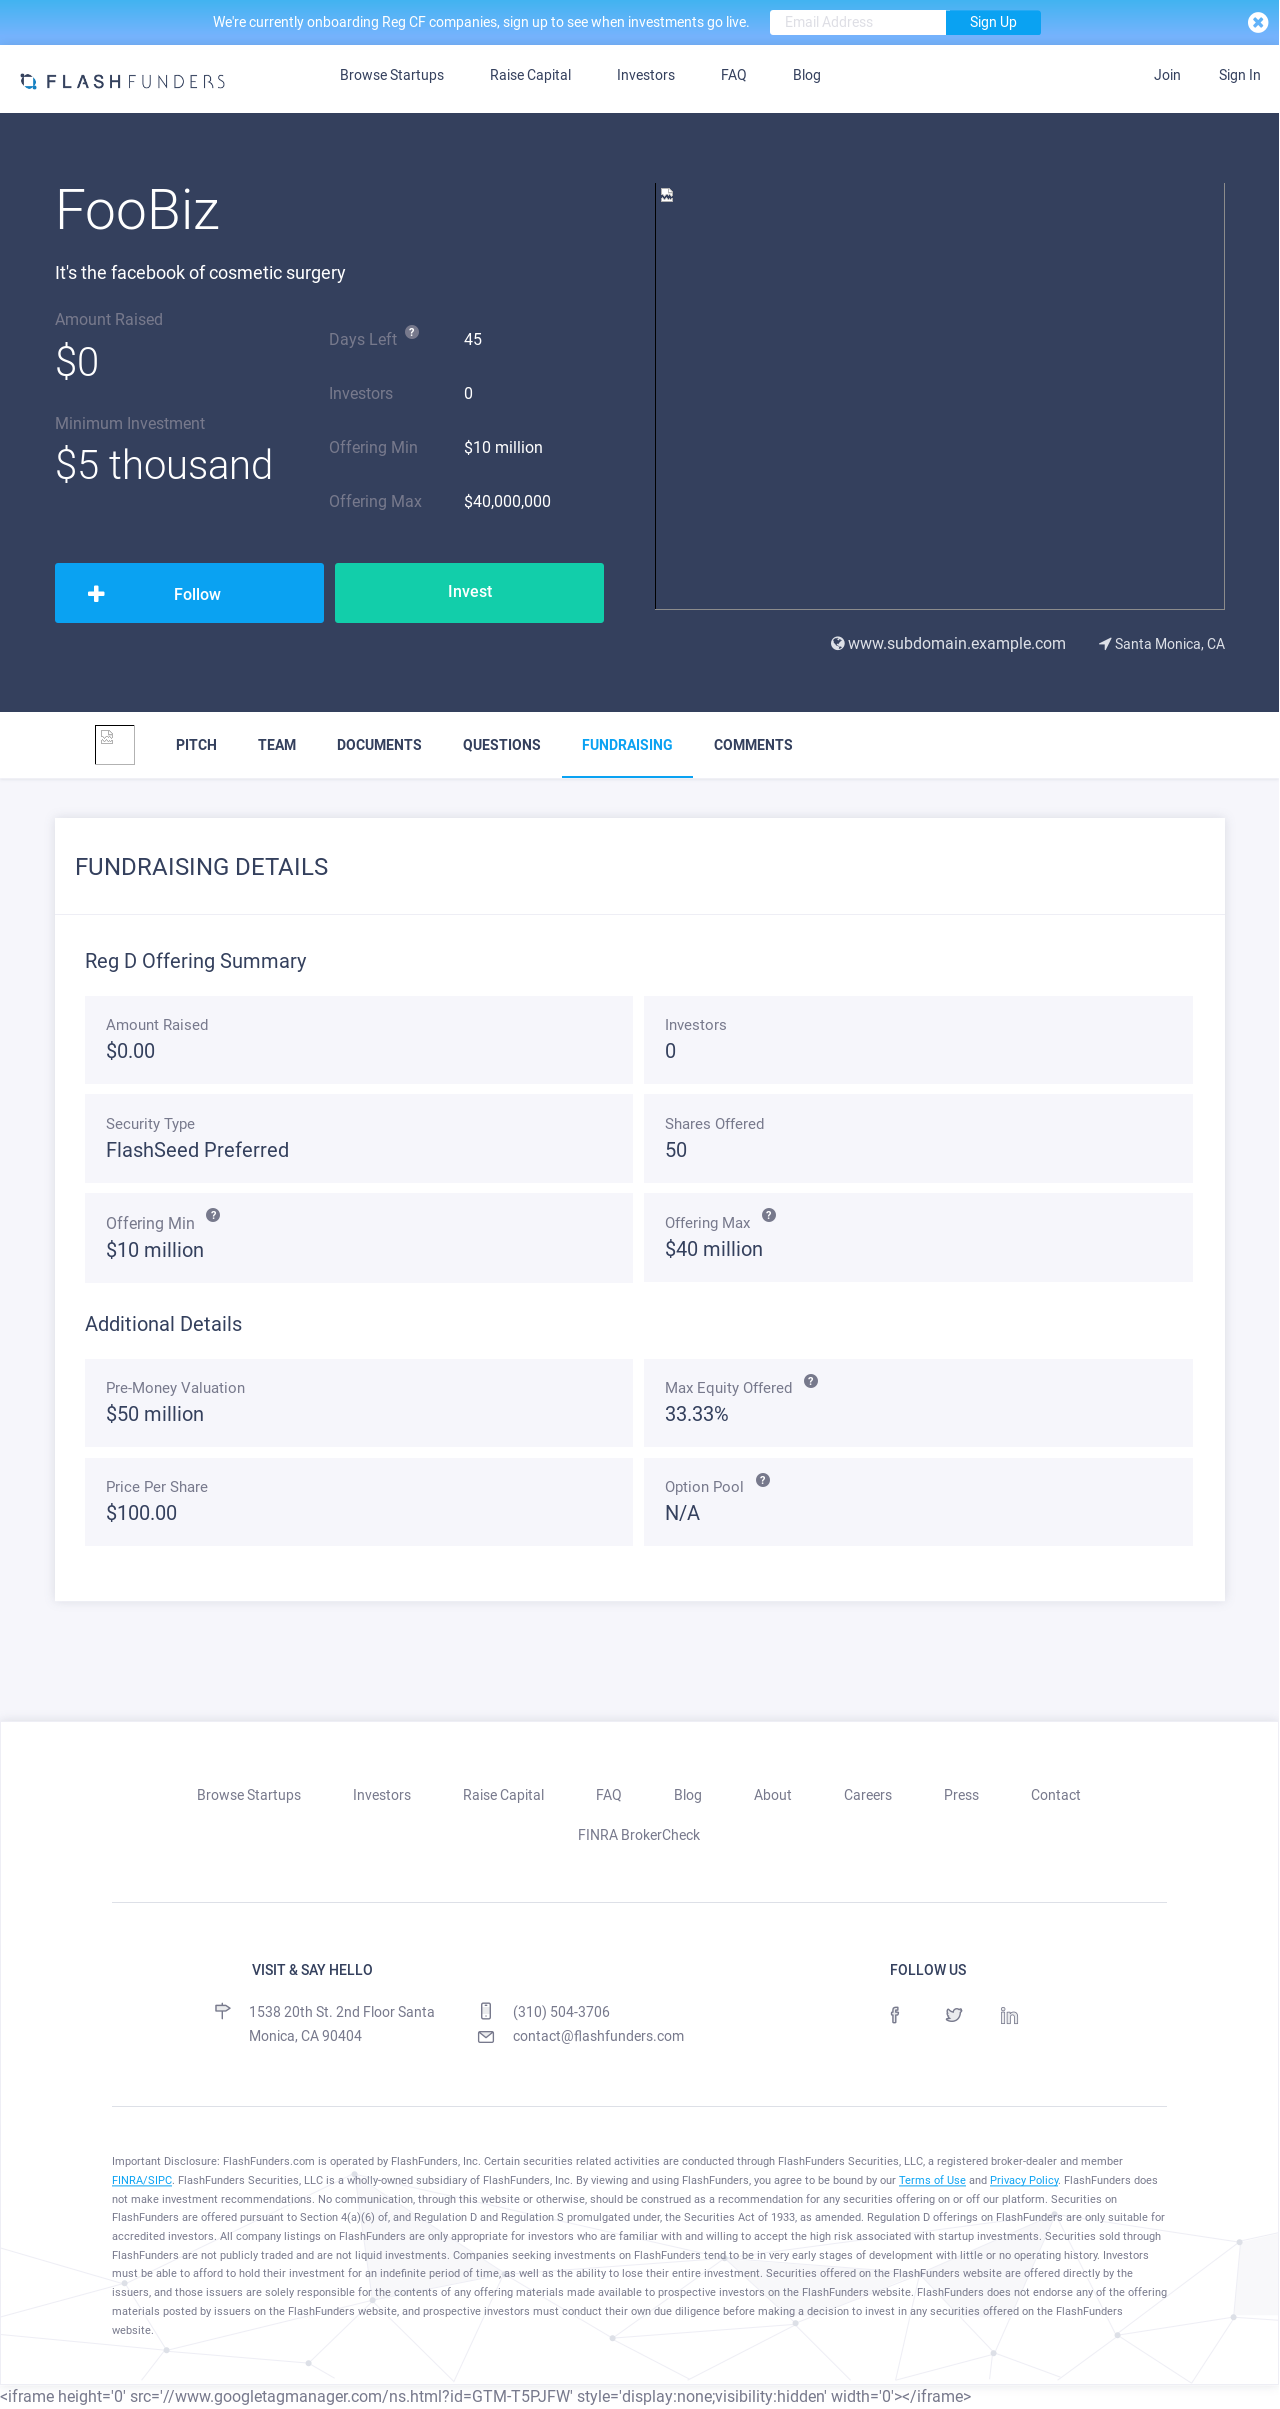 We're currently onboarding Reg CF companies, sign up to see when investments go live. Email Address Sign Up
FLASHFUNDERS Browse Startups Raise Capital Investors FAQ Blog Join Sign In
FooBiz
It's the facebook of cosmetic surgery
Amount Raised
$0
Minimum Investment
$5 thousand
Days Left ? 45
Investors 0
Offering Min $10 million
Offering Max $40,000,000
Follow Invest
www.subdomain.example.com Santa Monica, CA
PITCH TEAM DOCUMENTS QUESTIONS FUNDRAISING COMMENTS
FUNDRAISING DETAILS
Reg D Offering Summary
Amount Raised
$0.00
Investors
0
Security Type
FlashSeed Preferred
Shares Offered
50
Offering Min ?
$10 million
Offering Max ?
$40 million
Additional Details
Pre-Money Valuation
$50 million
Max Equity Offered ?
33.33%
Price Per Share
$100.00
Option Pool ?
N/A
Browse Startups Investors Raise Capital FAQ Blog About Careers Press Contact
FINRA BrokerCheck
VISIT & SAY HELLO
1538 20th St. 2nd Floor Santa
Monica, CA 90404
(310) 504-3706
contact@flashfunders.com
FOLLOW US
Important Disclosure: FlashFunders.com is operated by FlashFunders, Inc. Certain securities related activities are conducted through FlashFunders Securities, LLC, a registered broker-dealer and member
FINRA/SIPC. FlashFunders Securities, LLC is a wholly-owned subsidiary of FlashFunders, Inc. By viewing and using FlashFunders, you agree to be bound by our Terms of Use and Privacy Policy. FlashFunders does
not make investment recommendations. No communication, through this website or otherwise, should be construed as a recommendation for any securities offering on or off our platform. Securities on
FlashFunders are offered pursuant to Section 4(a)(6) of, and Regulation D and Regulation S promulgated under, the Securities Act of 1933, as amended. Regulation D offerings on FlashFunders are only suitable for
accredited investors. All company listings on FlashFunders are only appropriate for investors who are familiar with and willing to accept the high risk associated with startup investments. Securities sold through
FlashFunders are not publicly traded and are not liquid investments. Companies seeking investments on FlashFunders tend to be in very early stages of development with little or no operating history. Investors
must be able to afford to hold their investment for an indefinite period of time, as well as the ability to lose their entire investment. Securities offered on the FlashFunders website are offered directly by the
issuers, and those issuers are solely responsible for the contents of any offering materials made available to prospective investors on the FlashFunders website. FlashFunders does not endorse any of the offering
materials posted by issuers on the FlashFunders website, and prospective investors must conduct their own due diligence before making a decision to invest in any securities offered on the FlashFunders
website.
<iframe height='0' src='//www.googletagmanager.com/ns.html?id=GTM-T5PJFW' style='display:none;visibility:hidden' width='0'></iframe>